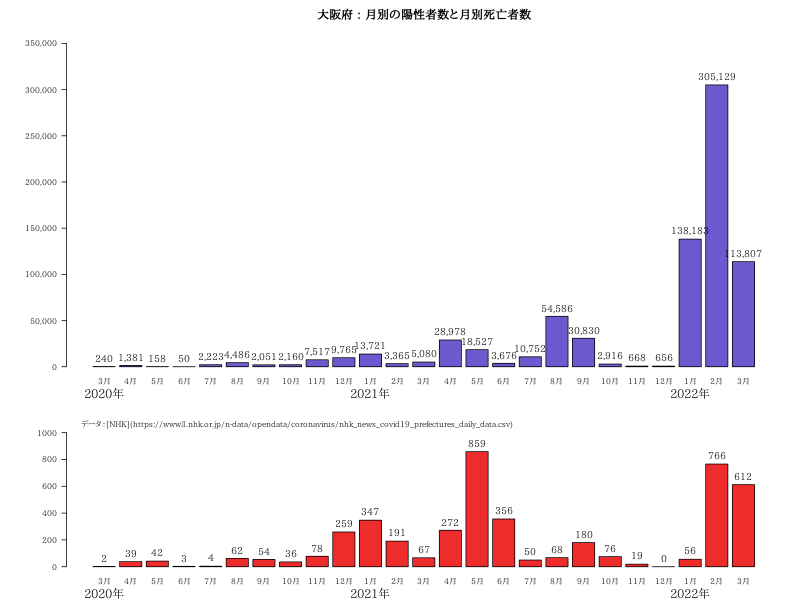 大阪府：月別の陽性者数と月別死亡者数
350,000
300,000
250,000
200,000
150,000
100,000
50,000
0
240 1,381 158 50 2,223 4,486 2,051 2,160 7,517 9,765 13,721 3,365 5,080 28,978 18,527 3,676 10,752 54,586 30,830 2,916 668 656 138,183 305,129 113,807
3月 4月 5月 6月 7月 8月 9月 10月 11月 12月 1月 2月 3月 4月 5月 6月 7月 8月 9月 10月 11月 12月 1月 2月 3月
2020年 2021年 2022年
データ：[NHK](https://www3.nhk.or.jp/n-data/opendata/coronavirus/nhk_news_covid19_prefectures_daily_data.csv)
1000
800
600
400
200
0
2 39 42 3 4 62 54 36 78 259 347 191 67 272 859 356 50 68 180 76 19 0 56 766 612
3月 4月 5月 6月 7月 8月 9月 10月 11月 12月 1月 2月 3月 4月 5月 6月 7月 8月 9月 10月 11月 12月 1月 2月 3月
2020年 2021年 2022年